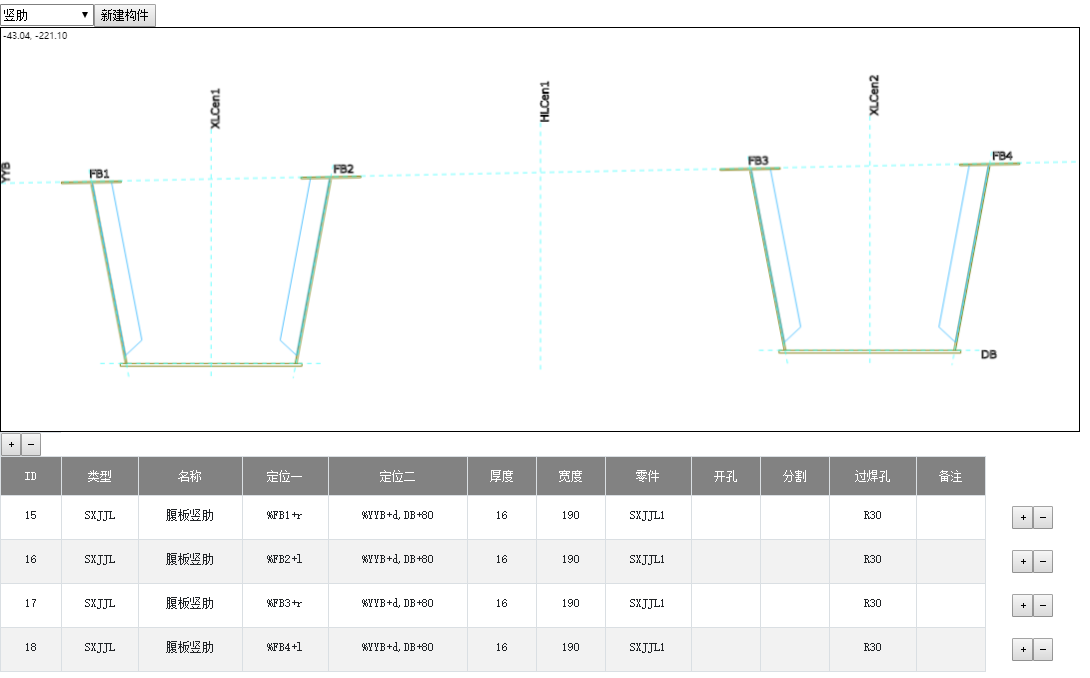 竖肋 ▼ 新建构件
-43.04, -221.10
XLCen1
HLCen1
XLCen2
YYB
FB1
FB2
FB3
FB4
DB
+ −
ID 类型 名称 定位一 定位二 厚度 宽度 零件 开孔 分割 过焊孔 备注
15 SXJJL 腹板竖肋 %FB1+r %YYB+d,DB+80 16 190 SXJJL1 R30 + −
16 SXJJL 腹板竖肋 %FB2+l %YYB+d,DB+80 16 190 SXJJL1 R30 + −
17 SXJJL 腹板竖肋 %FB3+r %YYB+d,DB+80 16 190 SXJJL1 R30 + −
18 SXJJL 腹板竖肋 %FB4+l %YYB+d,DB+80 16 190 SXJJL1 R30 + −